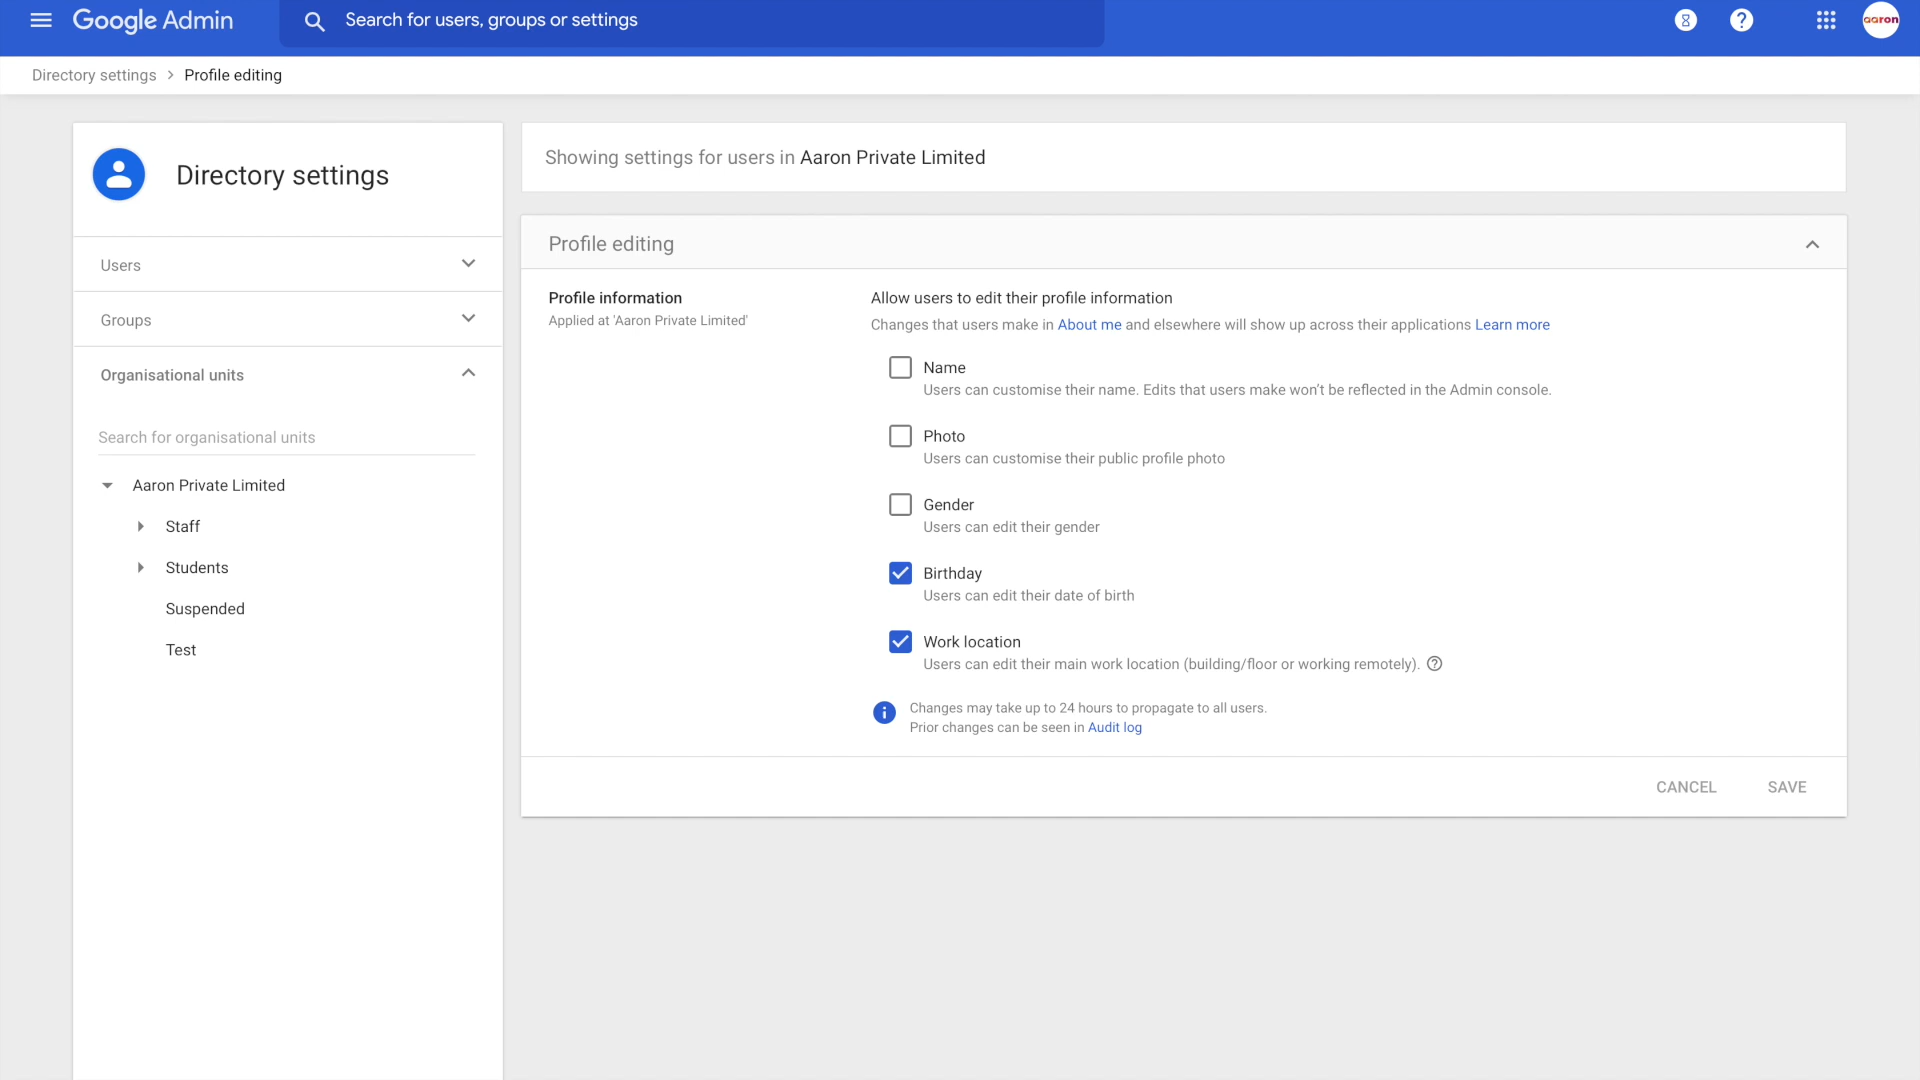 Google Admin
Search for users, groups or settings
aaron
Directory settings > Profile editing
Directory settings
Users
Groups
Organisational units
Search for organisational units
Aaron Private Limited
Staff
Students
Suspended
Test
Showing settings for users in Aaron Private Limited
Profile editing
Profile information
Applied at 'Aaron Private Limited'
Allow users to edit their profile information
Changes that users make in About me and elsewhere will show up across their applications Learn more
Name
Users can customise their name. Edits that users make won't be reflected in the Admin console.
Photo
Users can customise their public profile photo
Gender
Users can edit their gender
Birthday
Users can edit their date of birth
Work location
Users can edit their main work location (building/floor or working remotely).
Changes may take up to 24 hours to propagate to all users.
Prior changes can be seen in Audit log
CANCEL
SAVE